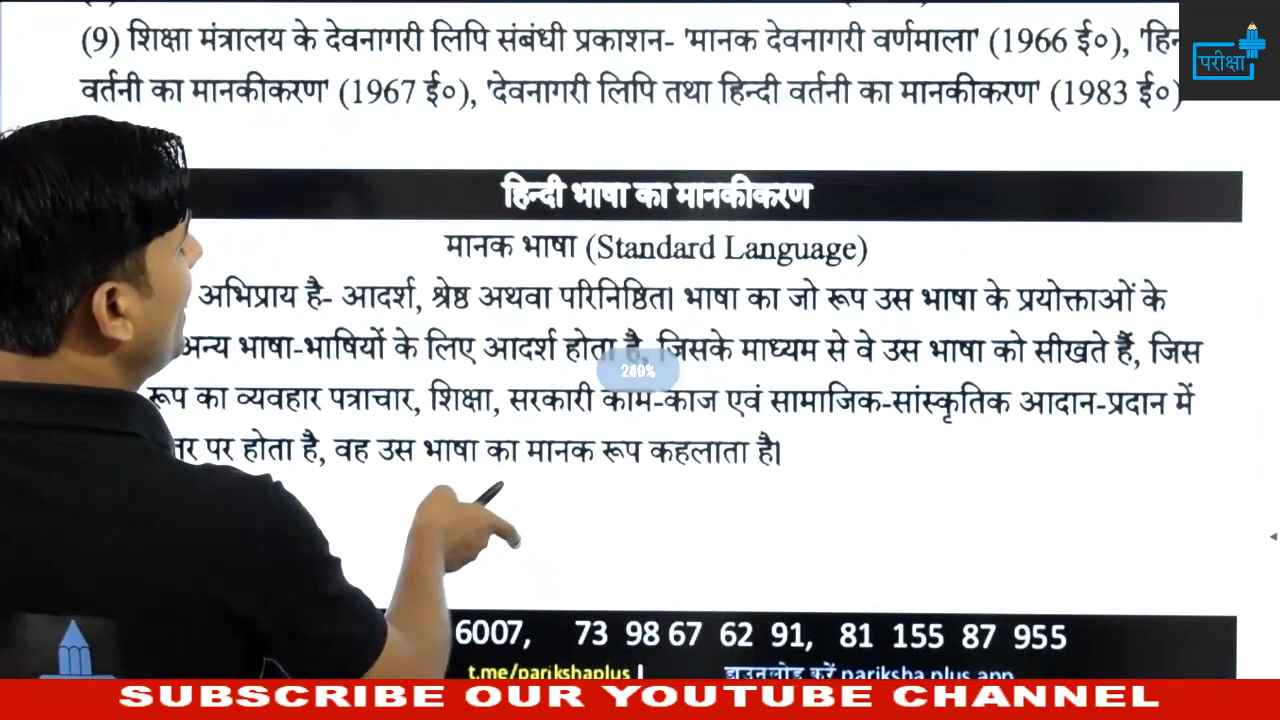 (9) शिक्षा मंत्रालय के देवनागरी लिपि संबंधी प्रकाशन- 'मानक देवनागरी वर्णमाला' (1966 ई०),
परीक्षा
वर्तनी का मानकीकरण' (1967 ई०), 'देवनागरी लिपि तथा हिन्दी वर्तनी का मानकीकरण' (1983 ई०)
हिन्दी भाषा का मानकीकरण
मानक भाषा (Standard Language)
अभिप्राय है- आदर्श, श्रेष्ठ अथवा परिनिष्ठित। भाषा का जो रूप उस भाषा के प्रयोक्ताओं के
अन्य भाषा-भाषियों के लिए आदर्श होता है, जिसके माध्यम से वे उस भाषा को सीखते हैं, जिस
240%
रूप का व्यवहार पत्राचार, शिक्षा, सरकारी काम-काज एवं सामाजिक-सांस्कृतिक आदान-प्रदान में
पर होता है, वह उस भाषा का मानक रूप कहलाता है।
6007, 73 98 67 62 91, 81 155 87 955
t.me/parikshaplus | डाउनलोड करें pariksha plus app
SUBSCRIBE OUR YOUTUBE CHANNEL